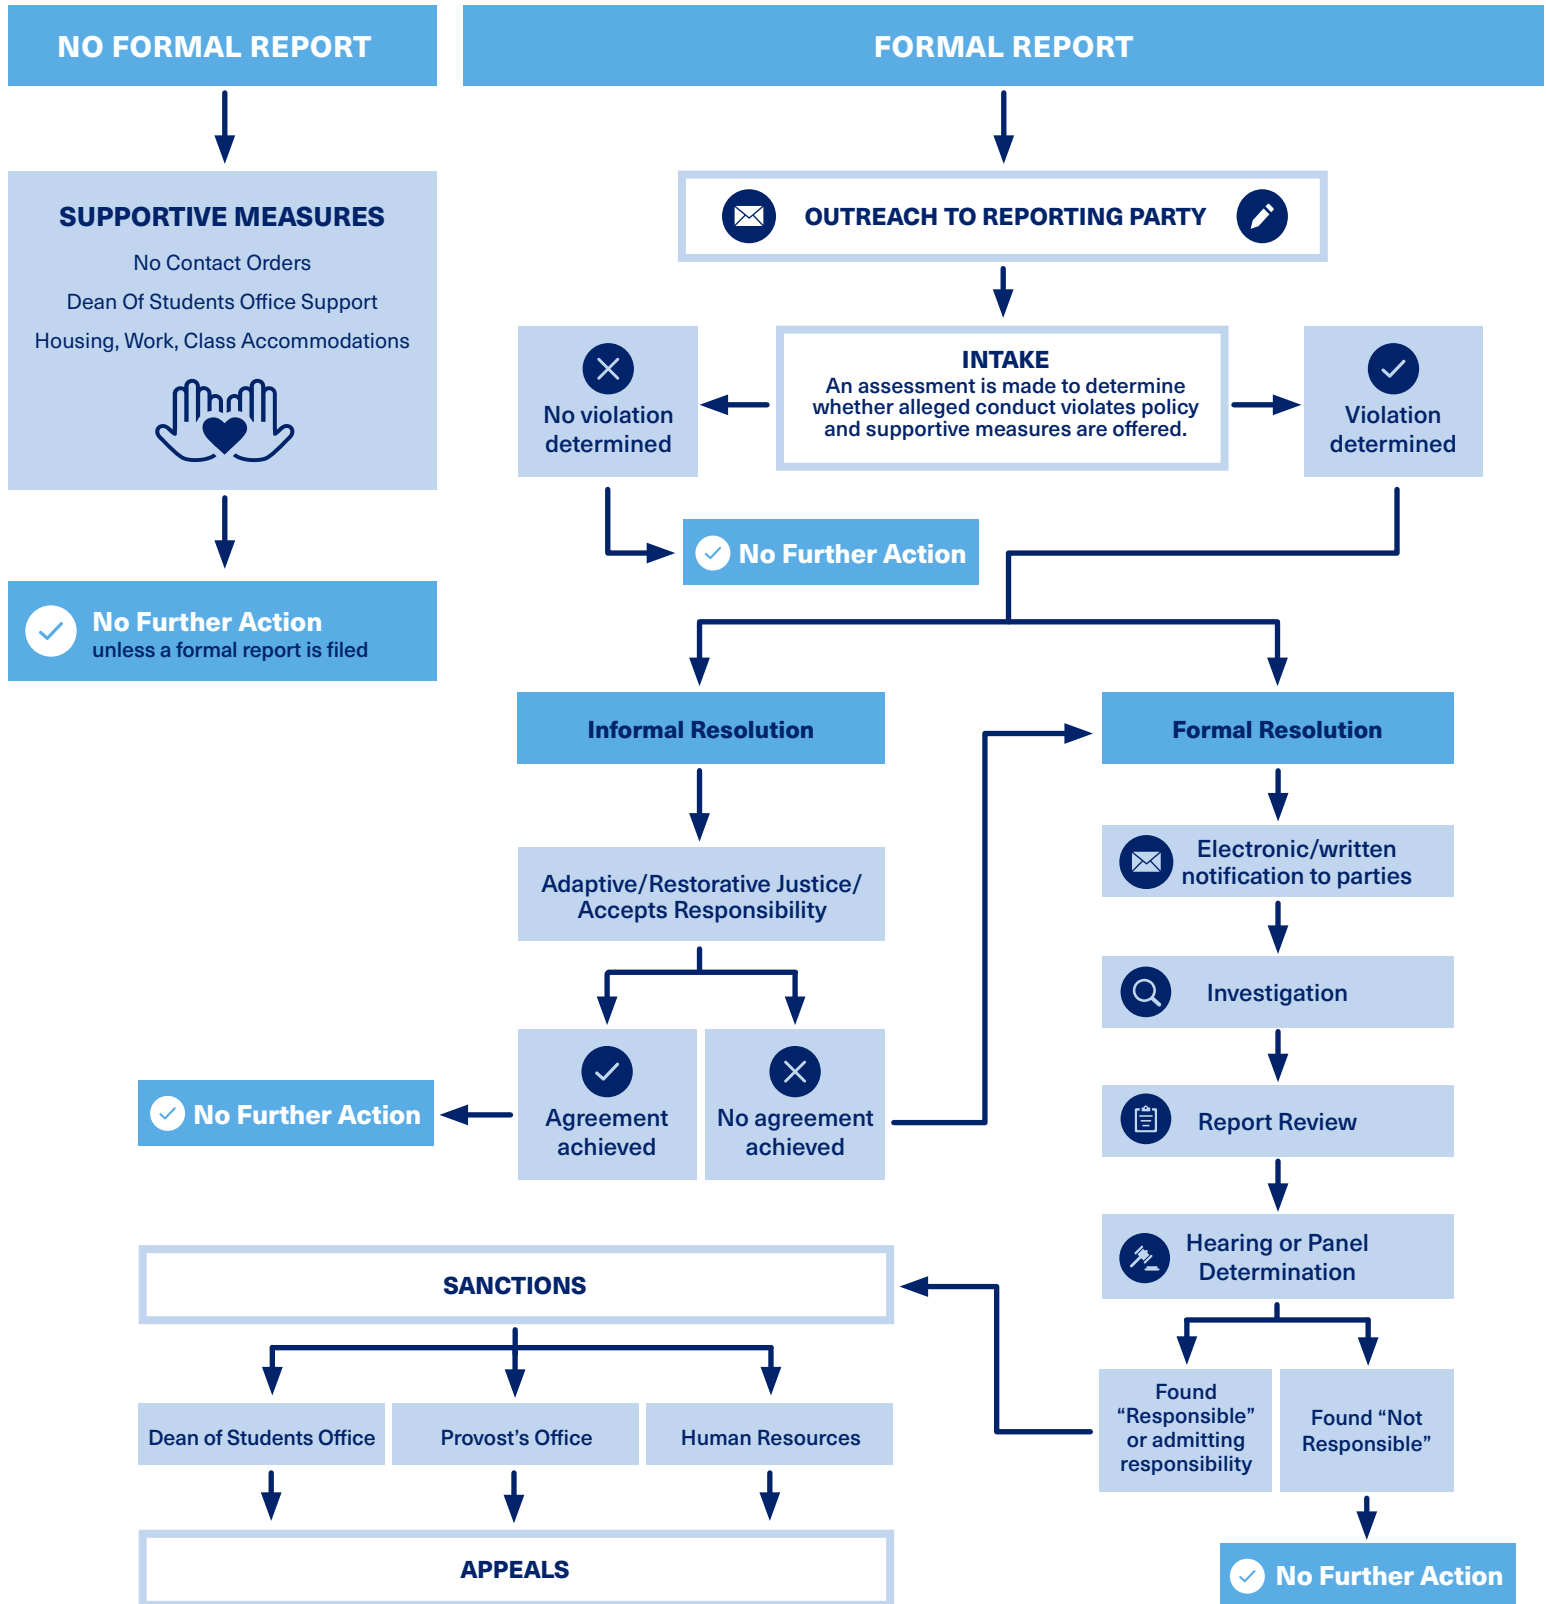 NO FORMAL REPORT
FORMAL REPORT
SUPPORTIVE MEASURES
No Contact Orders
Dean Of Students Office Support
Housing, Work, Class Accommodations
No Further Action
unless a formal report is filed
OUTREACH TO REPORTING PARTY
INTAKE
An assessment is made to determine
whether alleged conduct violates policy
and supportive measures are offered.
No violation
determined
Violation
determined
No Further Action
Informal Resolution
Formal Resolution
Adaptive/Restorative Justice/
Accepts Responsibility
Agreement
achieved
No agreement
achieved
No Further Action
Electronic/written
notification to parties
Investigation
Report Review
Hearing or Panel
Determination
Found
“Responsible”
or admitting
responsibility
Found “Not
Responsible”
No Further Action
SANCTIONS
Dean of Students Office
Provost’s Office
Human Resources
APPEALS